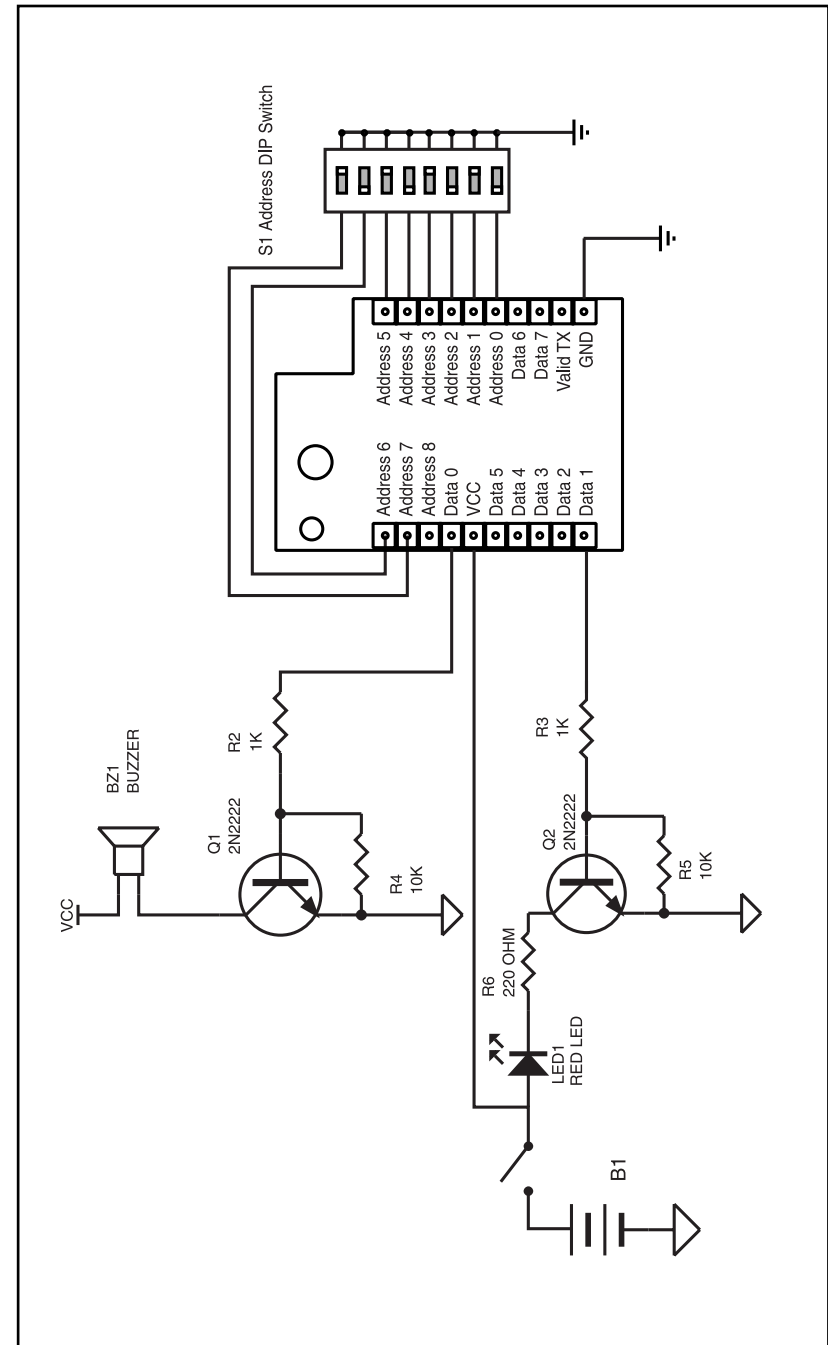 S1 Address DIP Switch
Address 5
Address 4
Address 3
Address 2
Address 1
Address 0
Data 6
Data 7
Valid TX
GND
Address 6
Address 7
Address 8
Data 0
VCC
Data 5
Data 4
Data 3
Data 2
Data 1
BZ1
BUZZER
VCC
R2
1K
Q1
2N2222
R4
10K
R3
1K
Q2
2N2222
R5
10K
R6
220 OHM
LED1
RED LED
B1